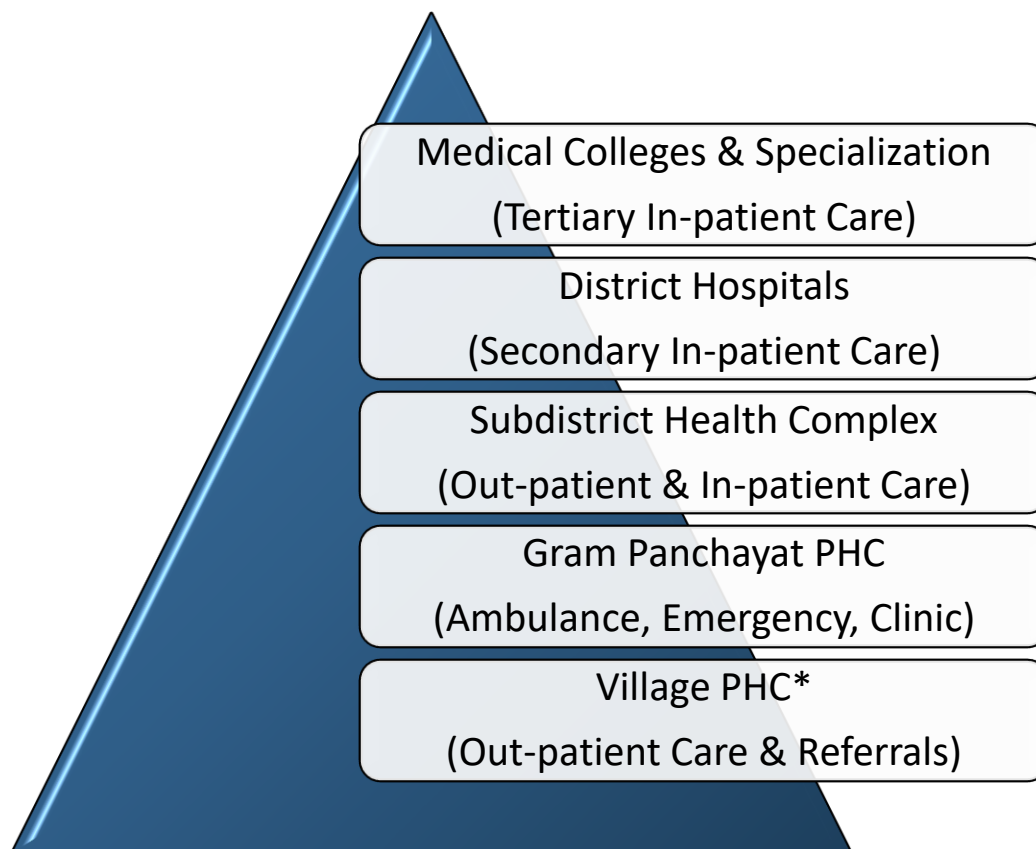 Medical Colleges & Specialization
(Tertiary In-patient Care)
District Hospitals
(Secondary In-patient Care)
Subdistrict Health Complex
(Out-patient & In-patient Care)
Gram Panchayat PHC
(Ambulance, Emergency, Clinic)
Village PHC*
(Out-patient Care & Referrals)